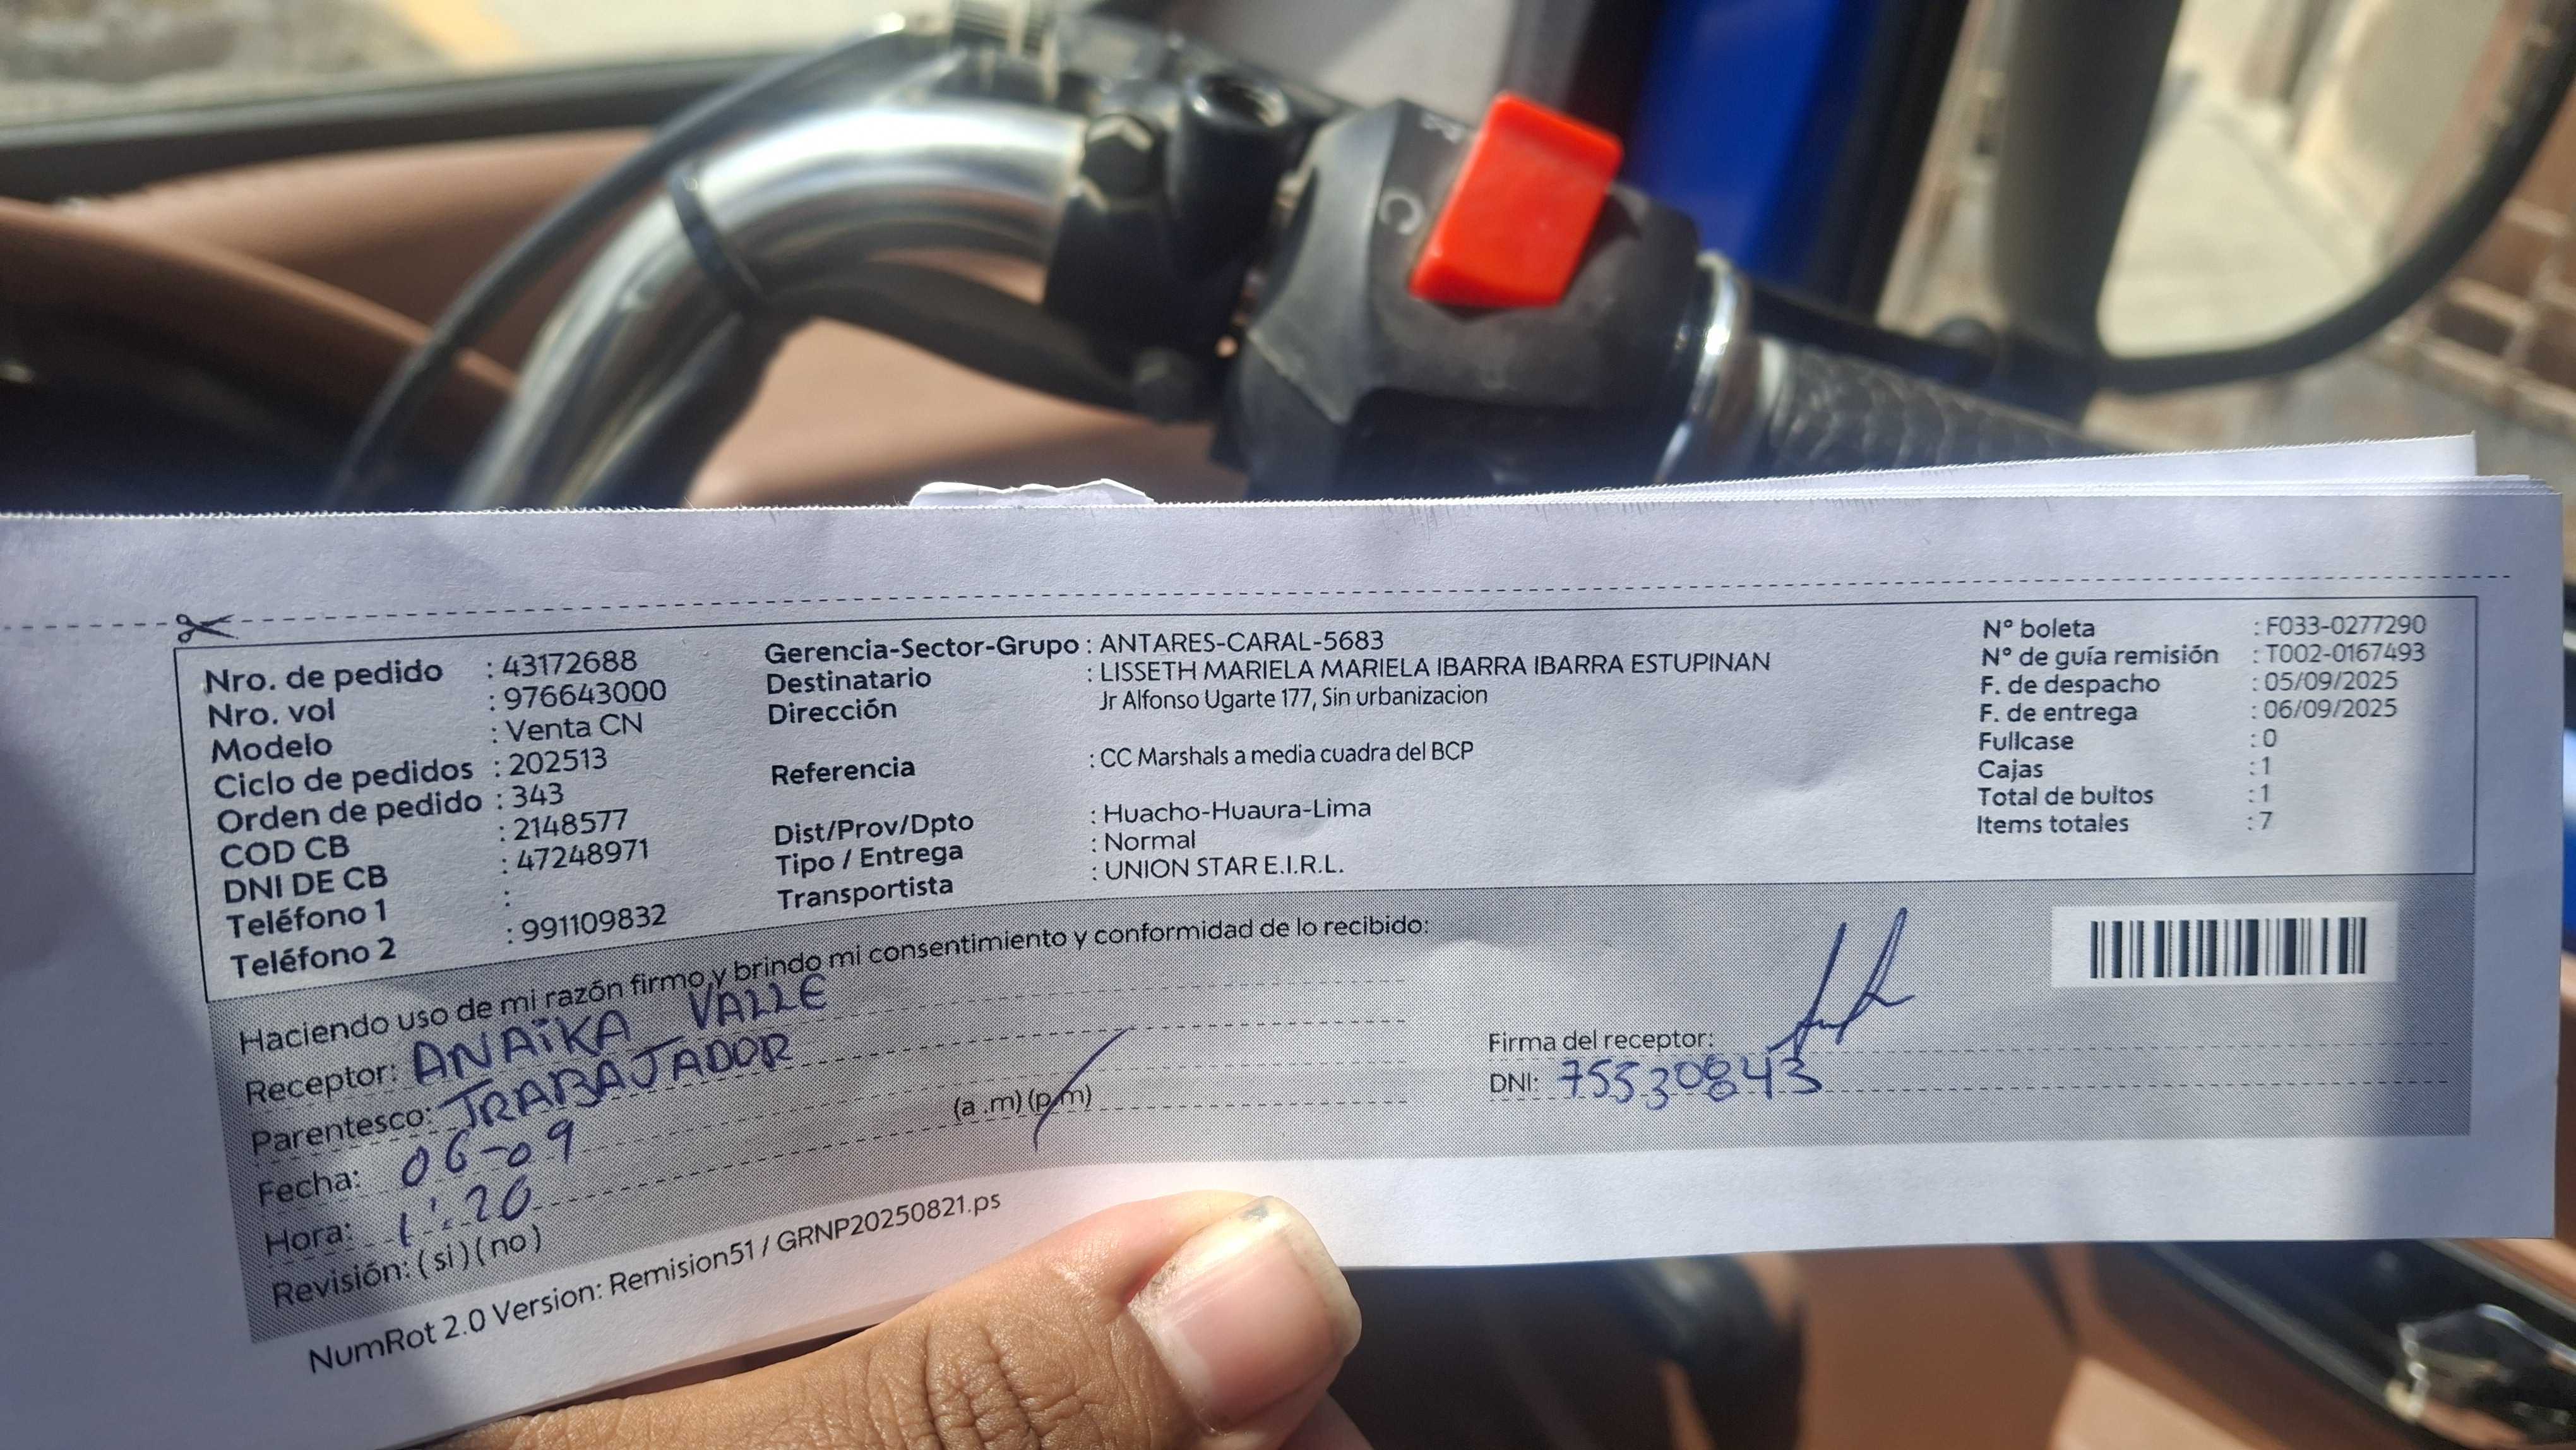 Nro. de pedido : 43172688
Nro. vol : 976643000
Modelo : Venta CN
Ciclo de pedidos : 202513
Orden de pedido : 343
COD CB : 2148577
DNI DE CB : 47248971
Teléfono 1 :
Teléfono 2 : 991109832
Gerencia-Sector-Grupo : ANTARES-CARAL-5683
Destinatario : LISSETH MARIELA MARIELA IBARRA IBARRA ESTUPINAN
Dirección Jr Alfonso Ugarte 177, Sin urbanizacion
Referencia : CC Marshals a media cuadra del BCP
Dist/Prov/Dpto : Huacho-Huaura-Lima
Tipo / Entrega : Normal
Transportista : UNION STAR E.I.R.L.
N° boleta : F033-0277290
N° de guía remisión : T002-0167493
F. de despacho : 05/09/2025
F. de entrega : 06/09/2025
Fullcase : 0
Cajas : 1
Total de bultos : 1
Items totales : 7
Haciendo uso de mi razón firmo y brindo mi consentimiento y conformidad de lo recibido:
Receptor: ANAÏKA VALLE
Parentesco: TRABAJADOR
Fecha: 06-09
Hora: 1:20 (a .m) (p.m)
Revisión: ( si ) ( no )
Firma del receptor:
DNI: 75530843
NumRot 2.0 Version: Remision51 / GRNP20250821.ps